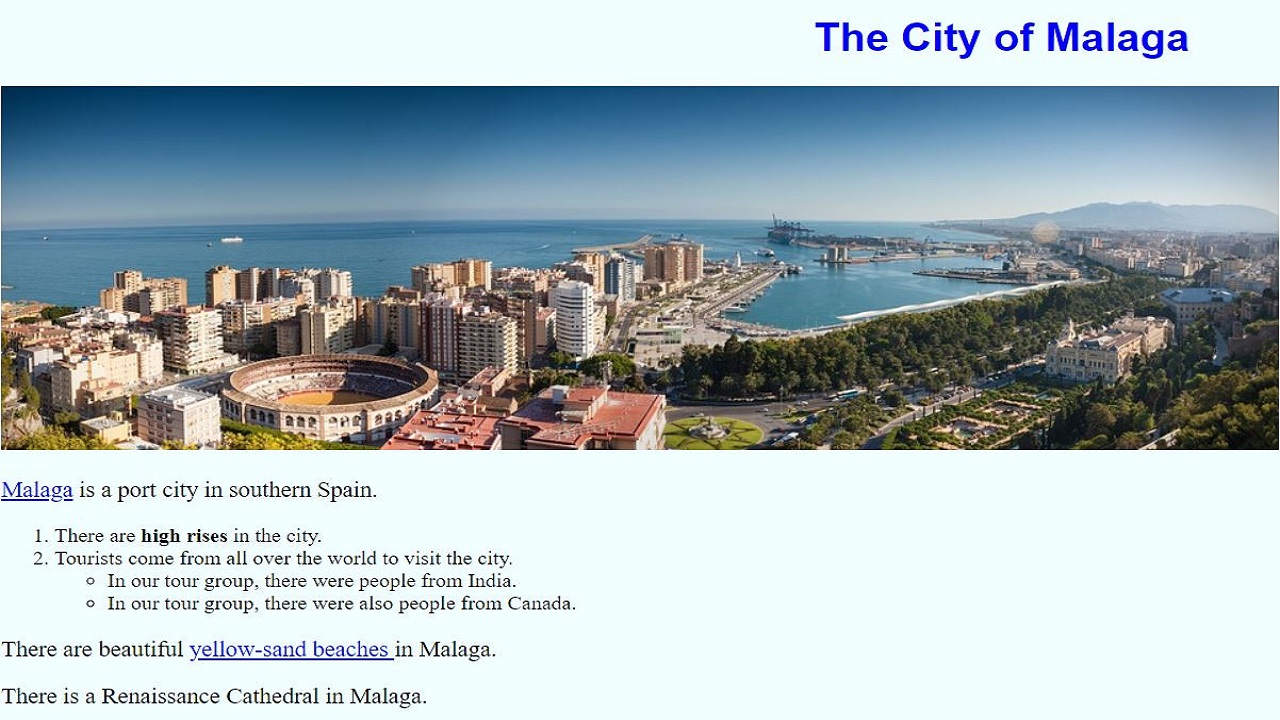 The City of Malaga
Malaga is a port city in southern Spain.
1. There are high rises in the city.
2. Tourists come from all over the world to visit the city.
○ In our tour group, there were people from India.
○ In our tour group, there were also people from Canada.
There are beautiful yellow-sand beaches in Malaga.
There is a Renaissance Cathedral in Malaga.